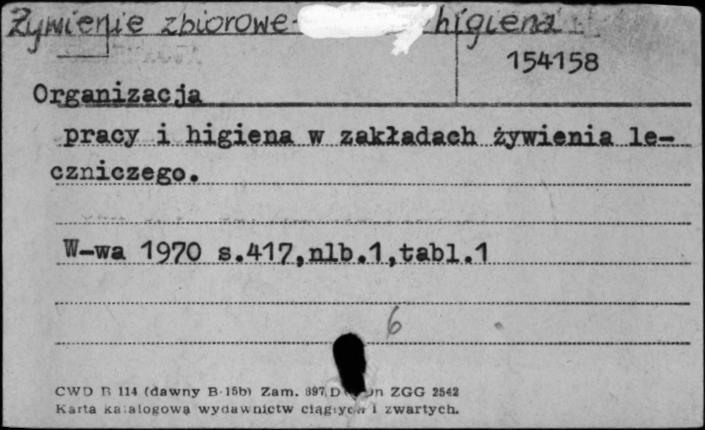 Żywienie zbiorowe - higiena
154158
Organizacja
pracy i higiena w zakładach żywienia le-
czniczego.
W-wa 1970 s.417,nlb.1,tabl.1
6
CWD B 114 (dawny B-15b) Zam. 897 ZGG 2542
Karta katalogowa wydawnictw ciągłych i zwartych.